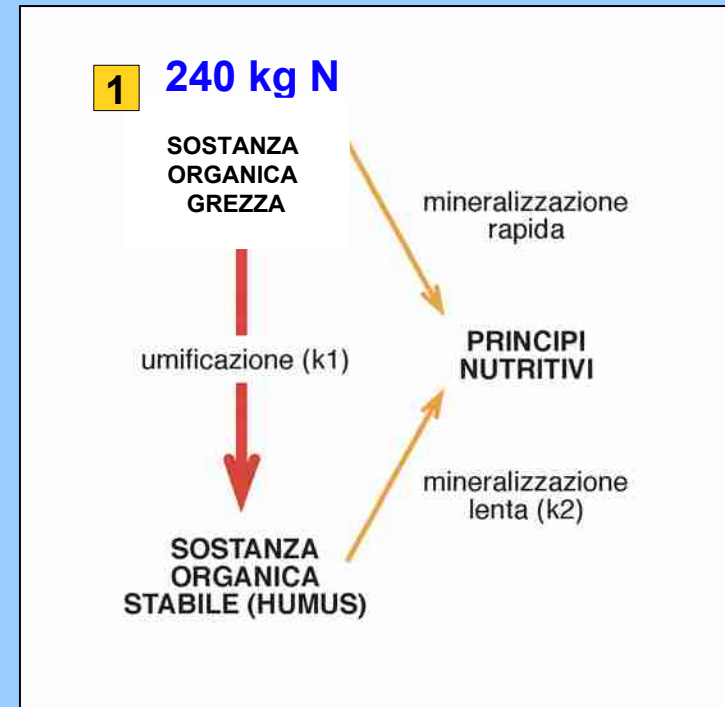 1 240 kg N
SOSTANZA
ORGANICA
GREZZA
mineralizzazione
rapida
umificazione (k1)
PRINCIPI
NUTRITIVI
mineralizzazione
lenta (k2)
SOSTANZA
ORGANICA
STABILE (HUMUS)